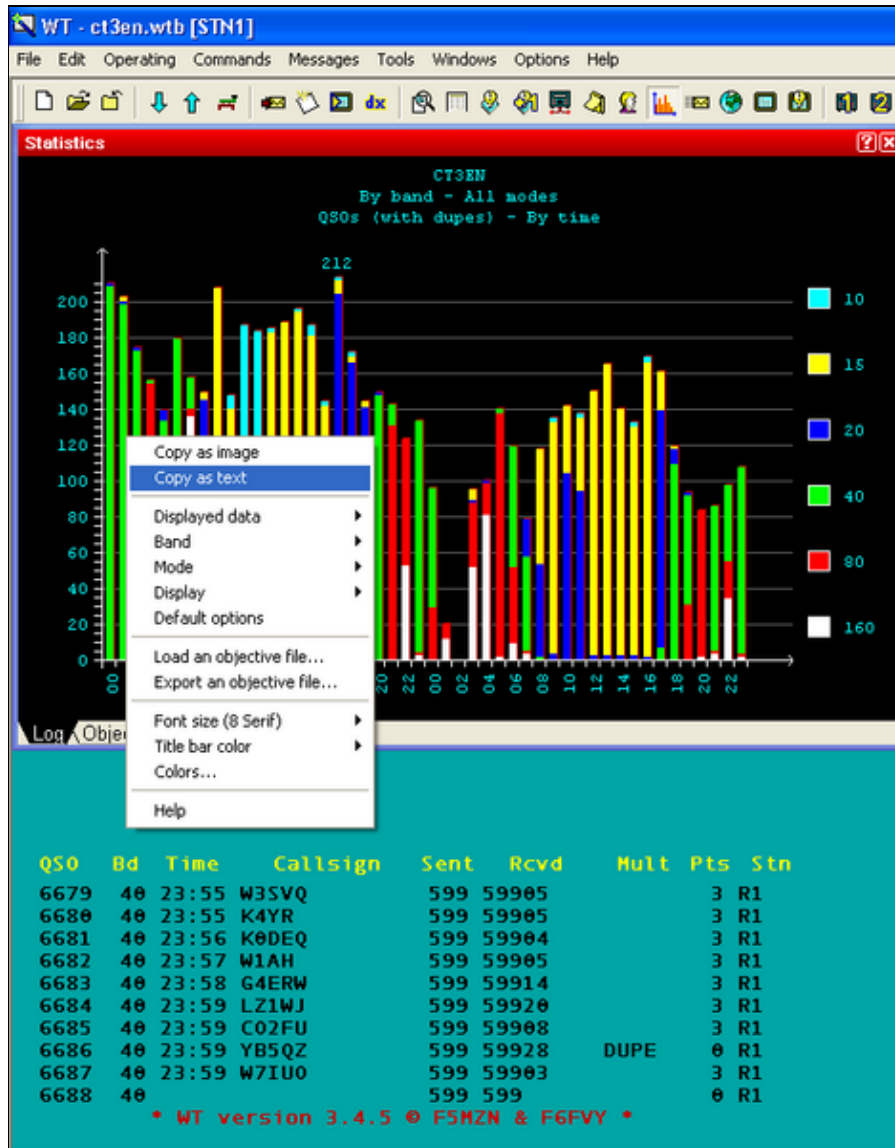 WT - ct3en.wtb [STN1]
File Edit Operating Commands Messages Tools Windows Options Help
dx
Statistics
CT3EN
By band - All modes
QSOs (with dupes) - By time
212
200
180
160
140
120
100
80
60
40
20
0
10
15
20
40
80
160
00
20 22 00 02 04 06 08 10 12 14 16 18 20 22
Copy as image
Copy as text
Displayed data
Band
Mode
Display
Default options
Load an objective file...
Export an objective file...
Font size (8 Serif)
Title bar color
Colors...
Help
Log Objec
QSO Bd Time Callsign Sent Rcvd Mult Pts Stn
6679 40 23:55 W3SVQ 599 59905 3 R1
6680 40 23:55 K4YR 599 59905 3 R1
6681 40 23:56 K0DEQ 599 59904 3 R1
6682 40 23:57 W1AH 599 59905 3 R1
6683 40 23:58 G4ERW 599 59914 3 R1
6684 40 23:59 LZ1WJ 599 59920 3 R1
6685 40 23:59 CO2FU 599 59908 3 R1
6686 40 23:59 YB5QZ 599 59928 DUPE 0 R1
6687 40 23:59 W7IUO 599 59903 3 R1
6688 40 599 599 0 R1
* WT version 3.4.5 © F5MZN & F6FVY *